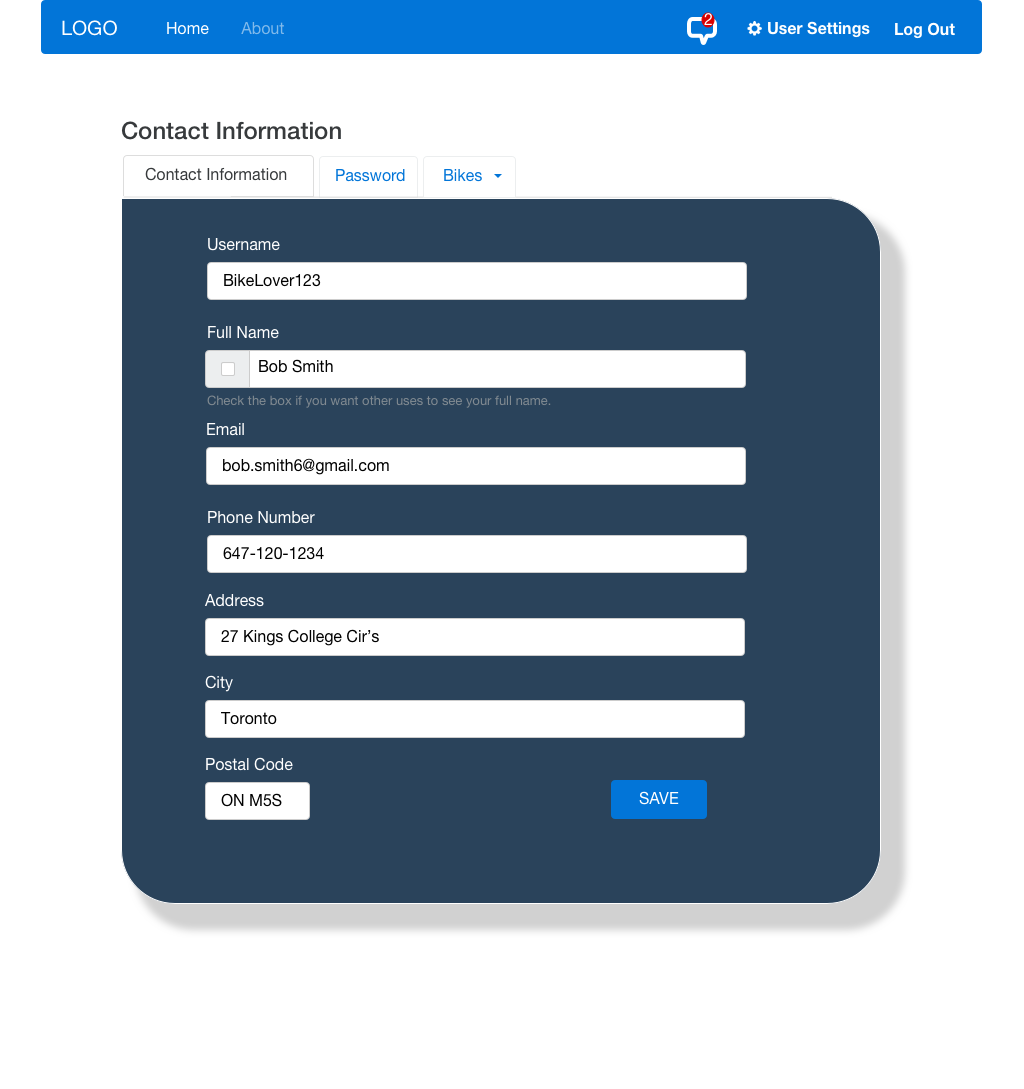 LOGO Home About 2 User Settings Log Out
Contact Information
Contact Information Password Bikes
Username
BikeLover123
Full Name
Bob Smith
Check the box if you want other uses to see your full name.
Email
bob.smith6@gmail.com
Phone Number
647-120-1234
Address
27 Kings College Cir’s
City
Toronto
Postal Code
ON M5S SAVE